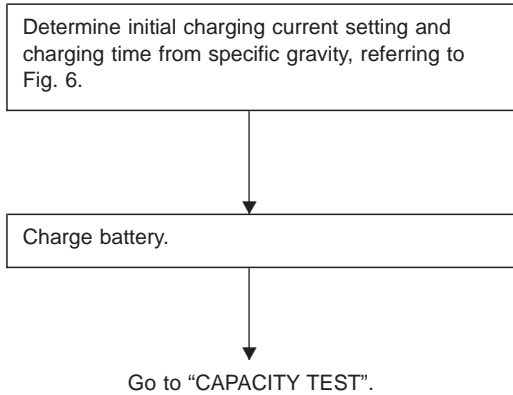 Determine initial charging current setting and
charging time from specific gravity, referring to
Fig. 6.
Charge battery.
Go to “CAPACITY TEST”.